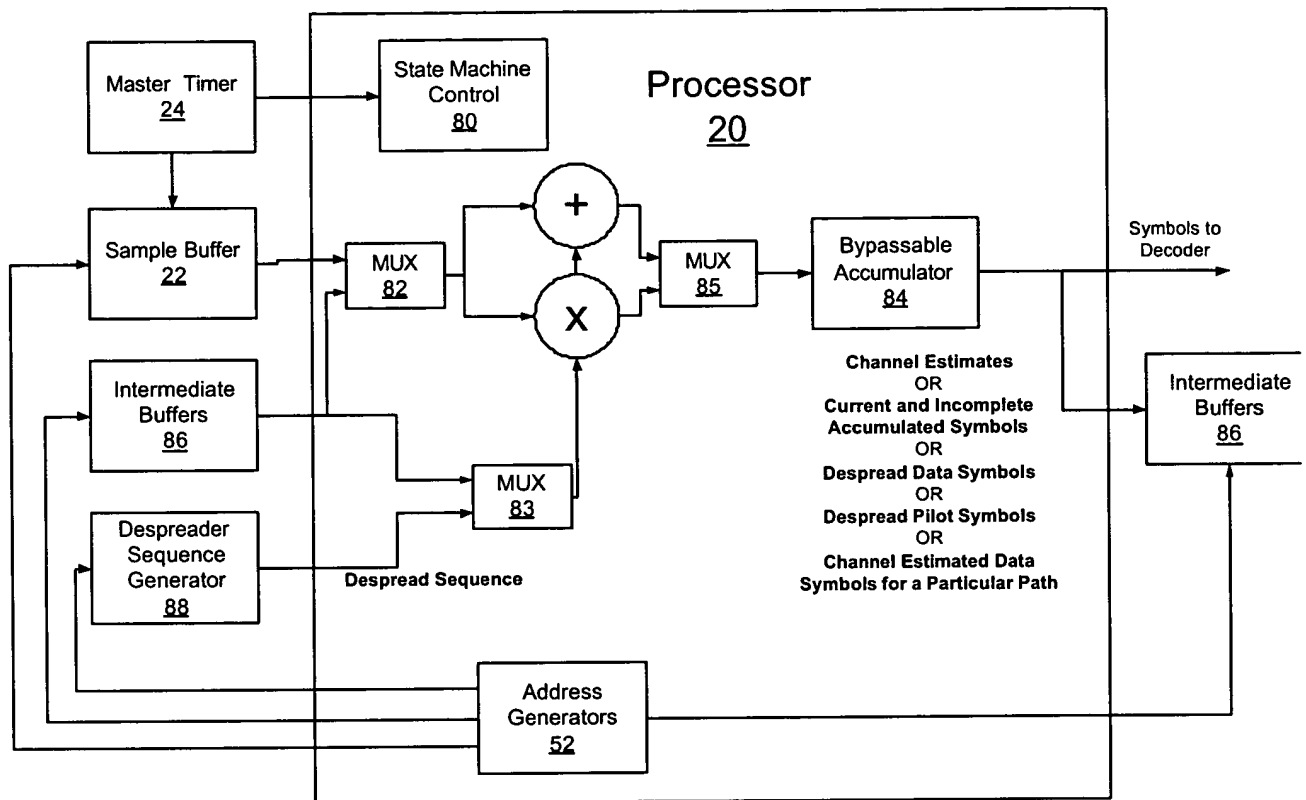 Master Timer
24
State Machine
Control
80
Processor
20
Sample Buffer
22
MUX
82
+
X
MUX
85
Bypassable
Accumulator
84
Symbols to
Decoder
Intermediate
Buffers
86
MUX
83
Despreader
Sequence
Generator
88
Despread Sequence
Channel Estimates
OR
Current and Incomplete
Accumulated Symbols
OR
Despread Data Symbols
OR
Despread Pilot Symbols
OR
Channel Estimated Data
Symbols for a Particular Path
Intermediate
Buffers
86
Address
Generators
52